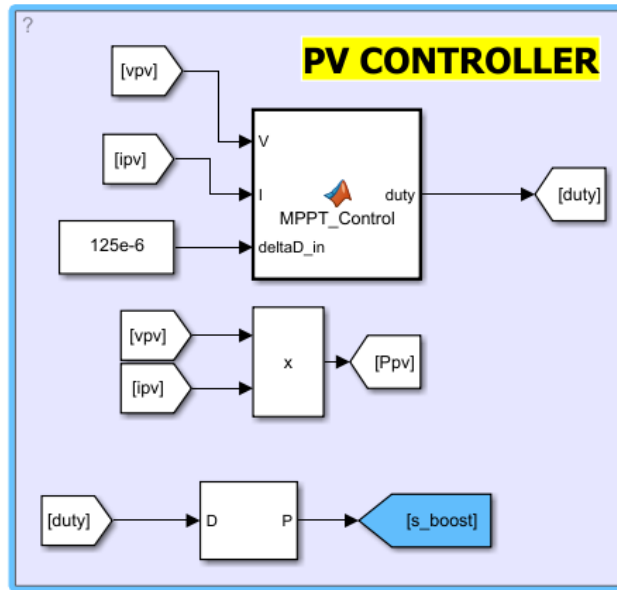 ?
PV CONTROLLER
[vpv]
[ipv]
125e-6
V
I
deltaD_in
duty
MPPT_Control
[duty]
[vpv]
[ipv]
x
[Ppv]
[duty]
D
P
[s_boost]